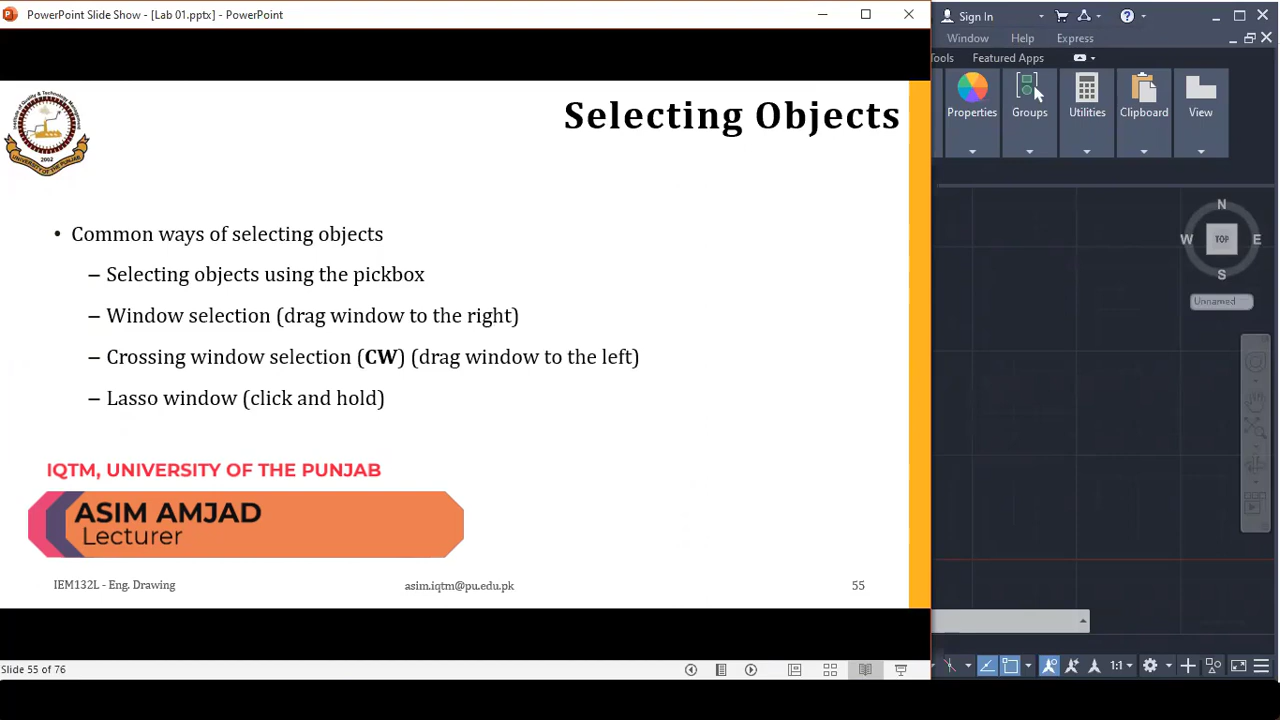 PowerPoint Slide Show - [Lab 01.pptx] - PowerPoint
Sign In
Window Help Express
Tools Featured Apps
Properties Groups Utilities Clipboard View
Selecting Objects
2002
• Common ways of selecting objects
– Selecting objects using the pickbox
– Window selection (drag window to the right)
– Crossing window selection (CW) (drag window to the left)
– Lasso window (click and hold)
N
W TOP E
S
Unnamed
IQTM, UNIVERSITY OF THE PUNJAB
ASIM AMJAD
Lecturer
IEM132L - Eng. Drawing asim.iqtm@pu.edu.pk 55
Slide 55 of 76
1:1